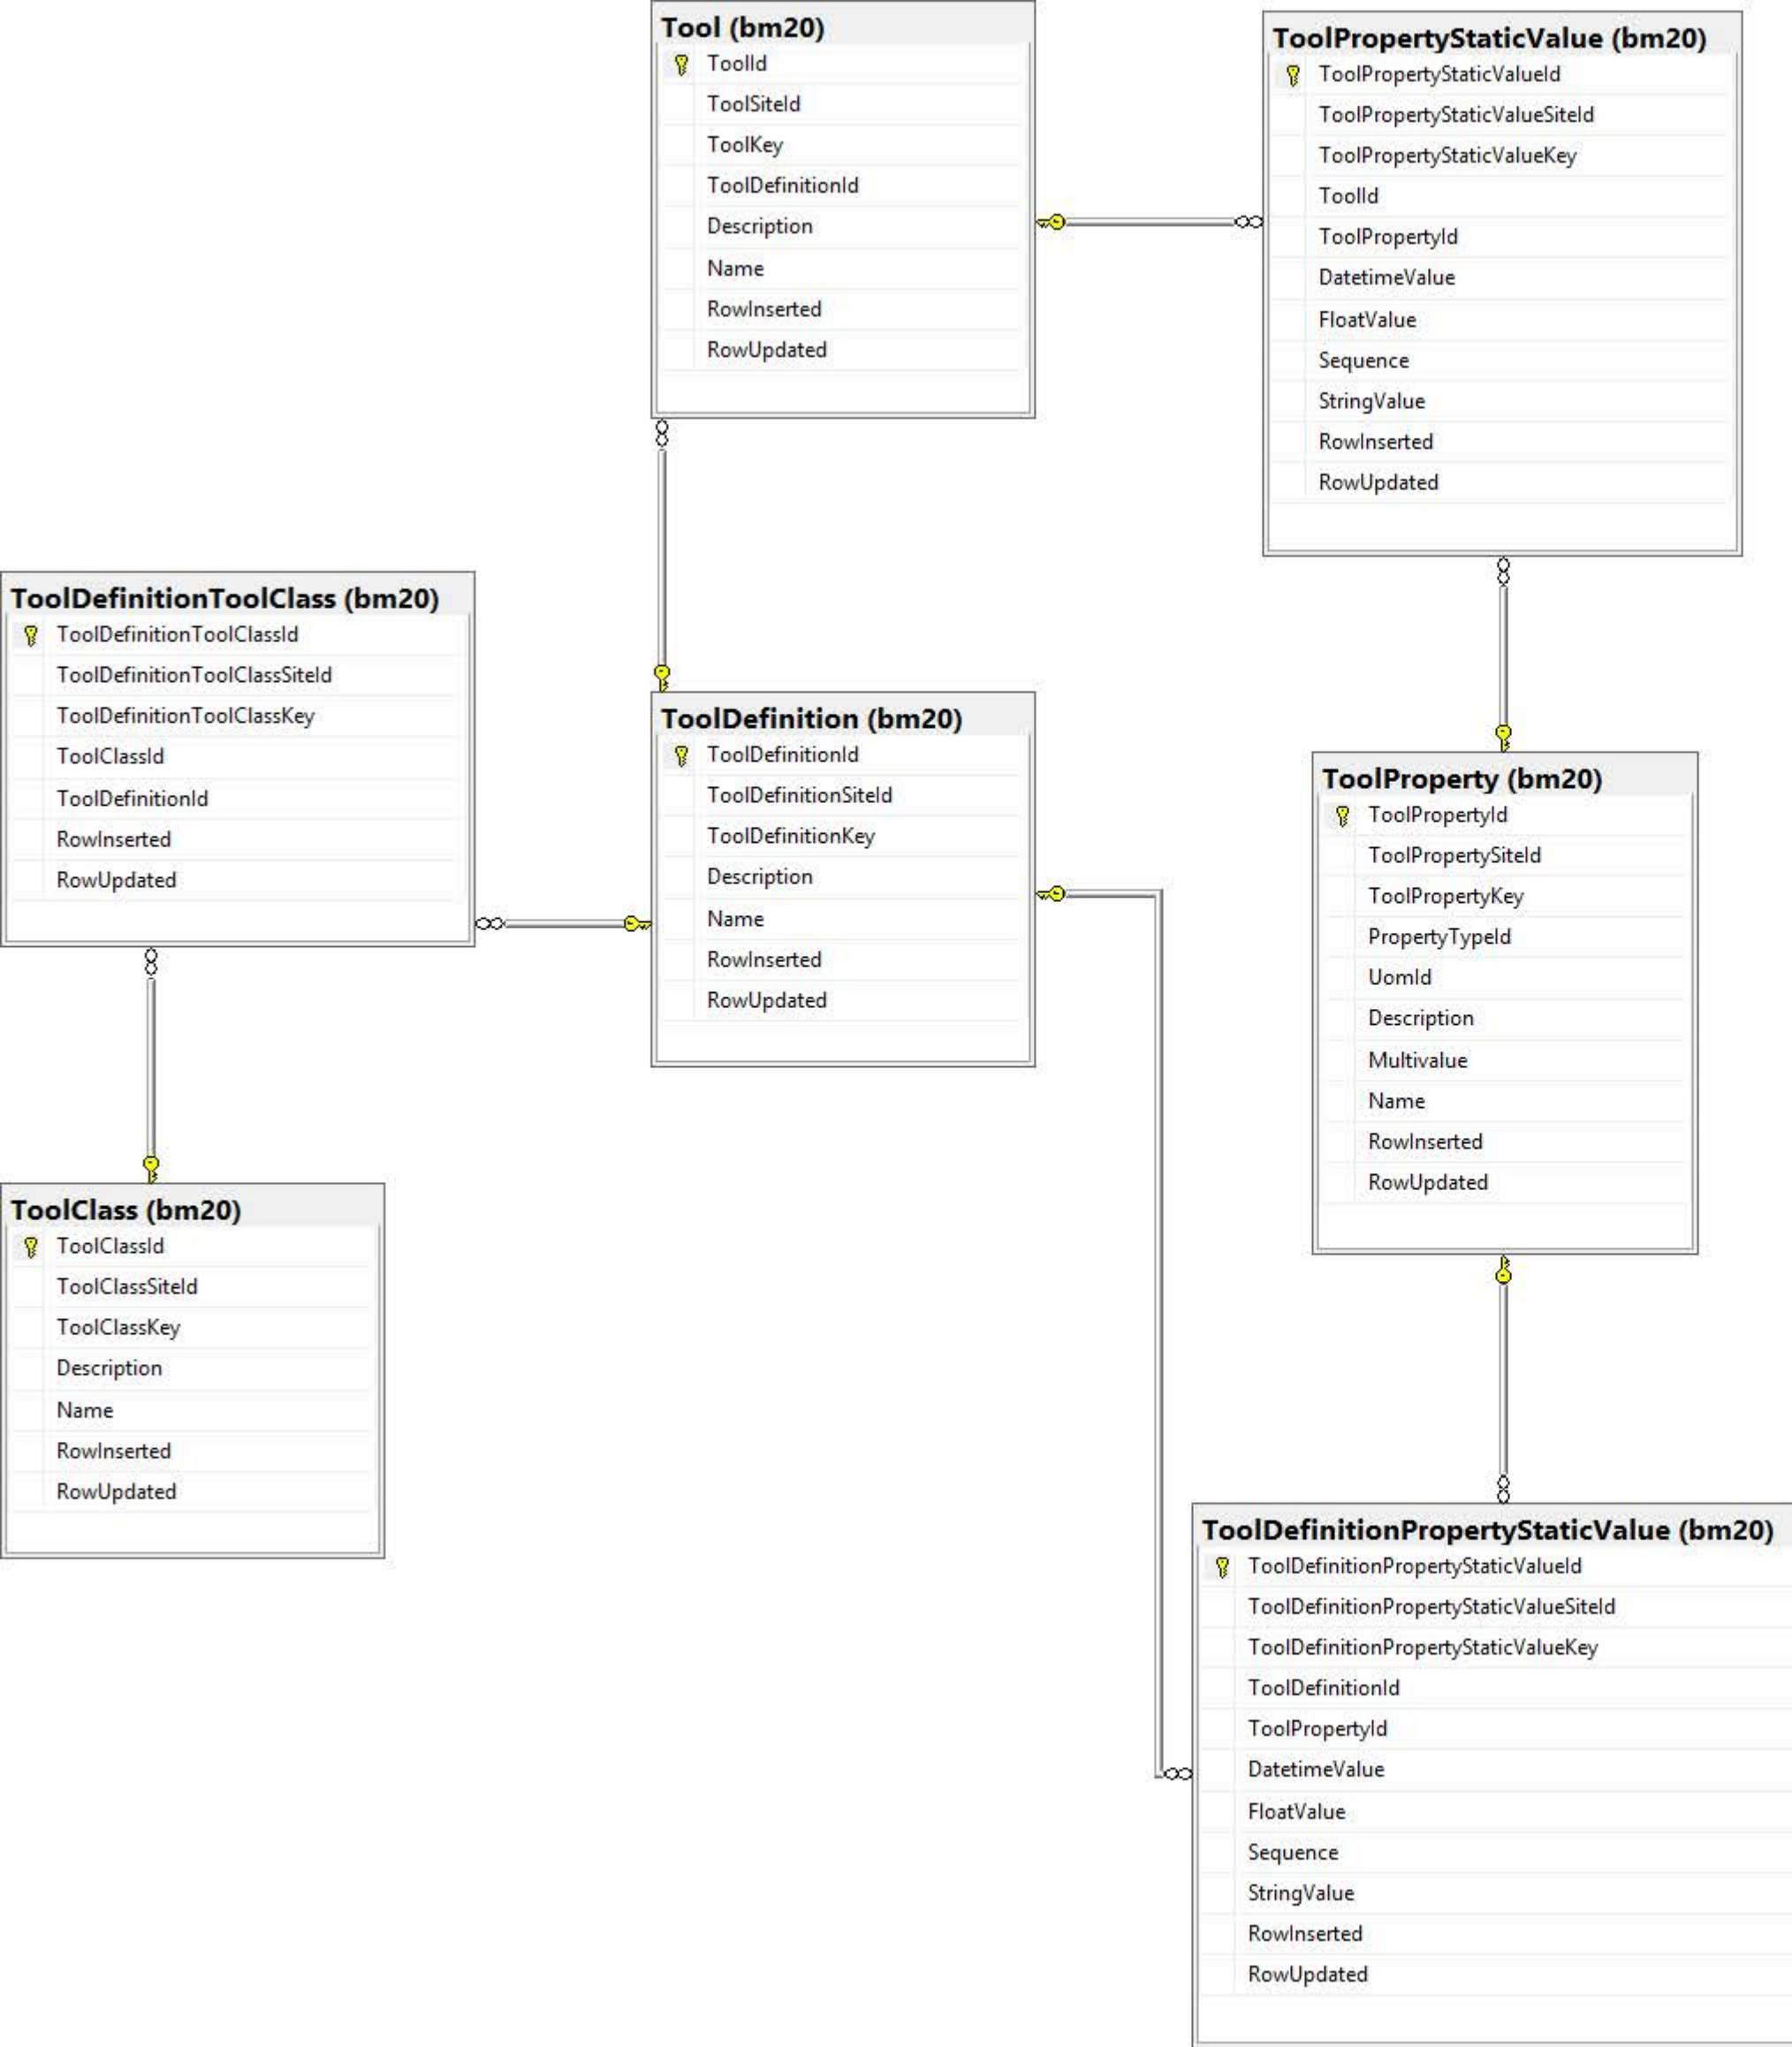 Tool (bm20)
ToolId
ToolSiteId
ToolKey
ToolDefinitionId
Description
Name
RowInserted
RowUpdated
ToolPropertyStaticValue (bm20)
ToolPropertyStaticValueId
ToolPropertyStaticValueSiteId
ToolPropertyStaticValueKey
ToolId
ToolPropertyId
DatetimeValue
FloatValue
Sequence
StringValue
RowInserted
RowUpdated
ToolDefinitionToolClass (bm20)
ToolDefinitionToolClassId
ToolDefinitionToolClassSiteId
ToolDefinitionToolClassKey
ToolClassId
ToolDefinitionId
RowInserted
RowUpdated
ToolDefinition (bm20)
ToolDefinitionId
ToolDefinitionSiteId
ToolDefinitionKey
Description
Name
RowInserted
RowUpdated
ToolProperty (bm20)
ToolPropertyId
ToolPropertySiteId
ToolPropertyKey
PropertyTypeId
UomId
Description
Multivalue
Name
RowInserted
RowUpdated
ToolClass (bm20)
ToolClassId
ToolClassSiteId
ToolClassKey
Description
Name
RowInserted
RowUpdated
ToolDefinitionPropertyStaticValue (bm20)
ToolDefinitionPropertyStaticValueId
ToolDefinitionPropertyStaticValueSiteId
ToolDefinitionPropertyStaticValueKey
ToolDefinitionId
ToolPropertyId
DatetimeValue
FloatValue
Sequence
StringValue
RowInserted
RowUpdated